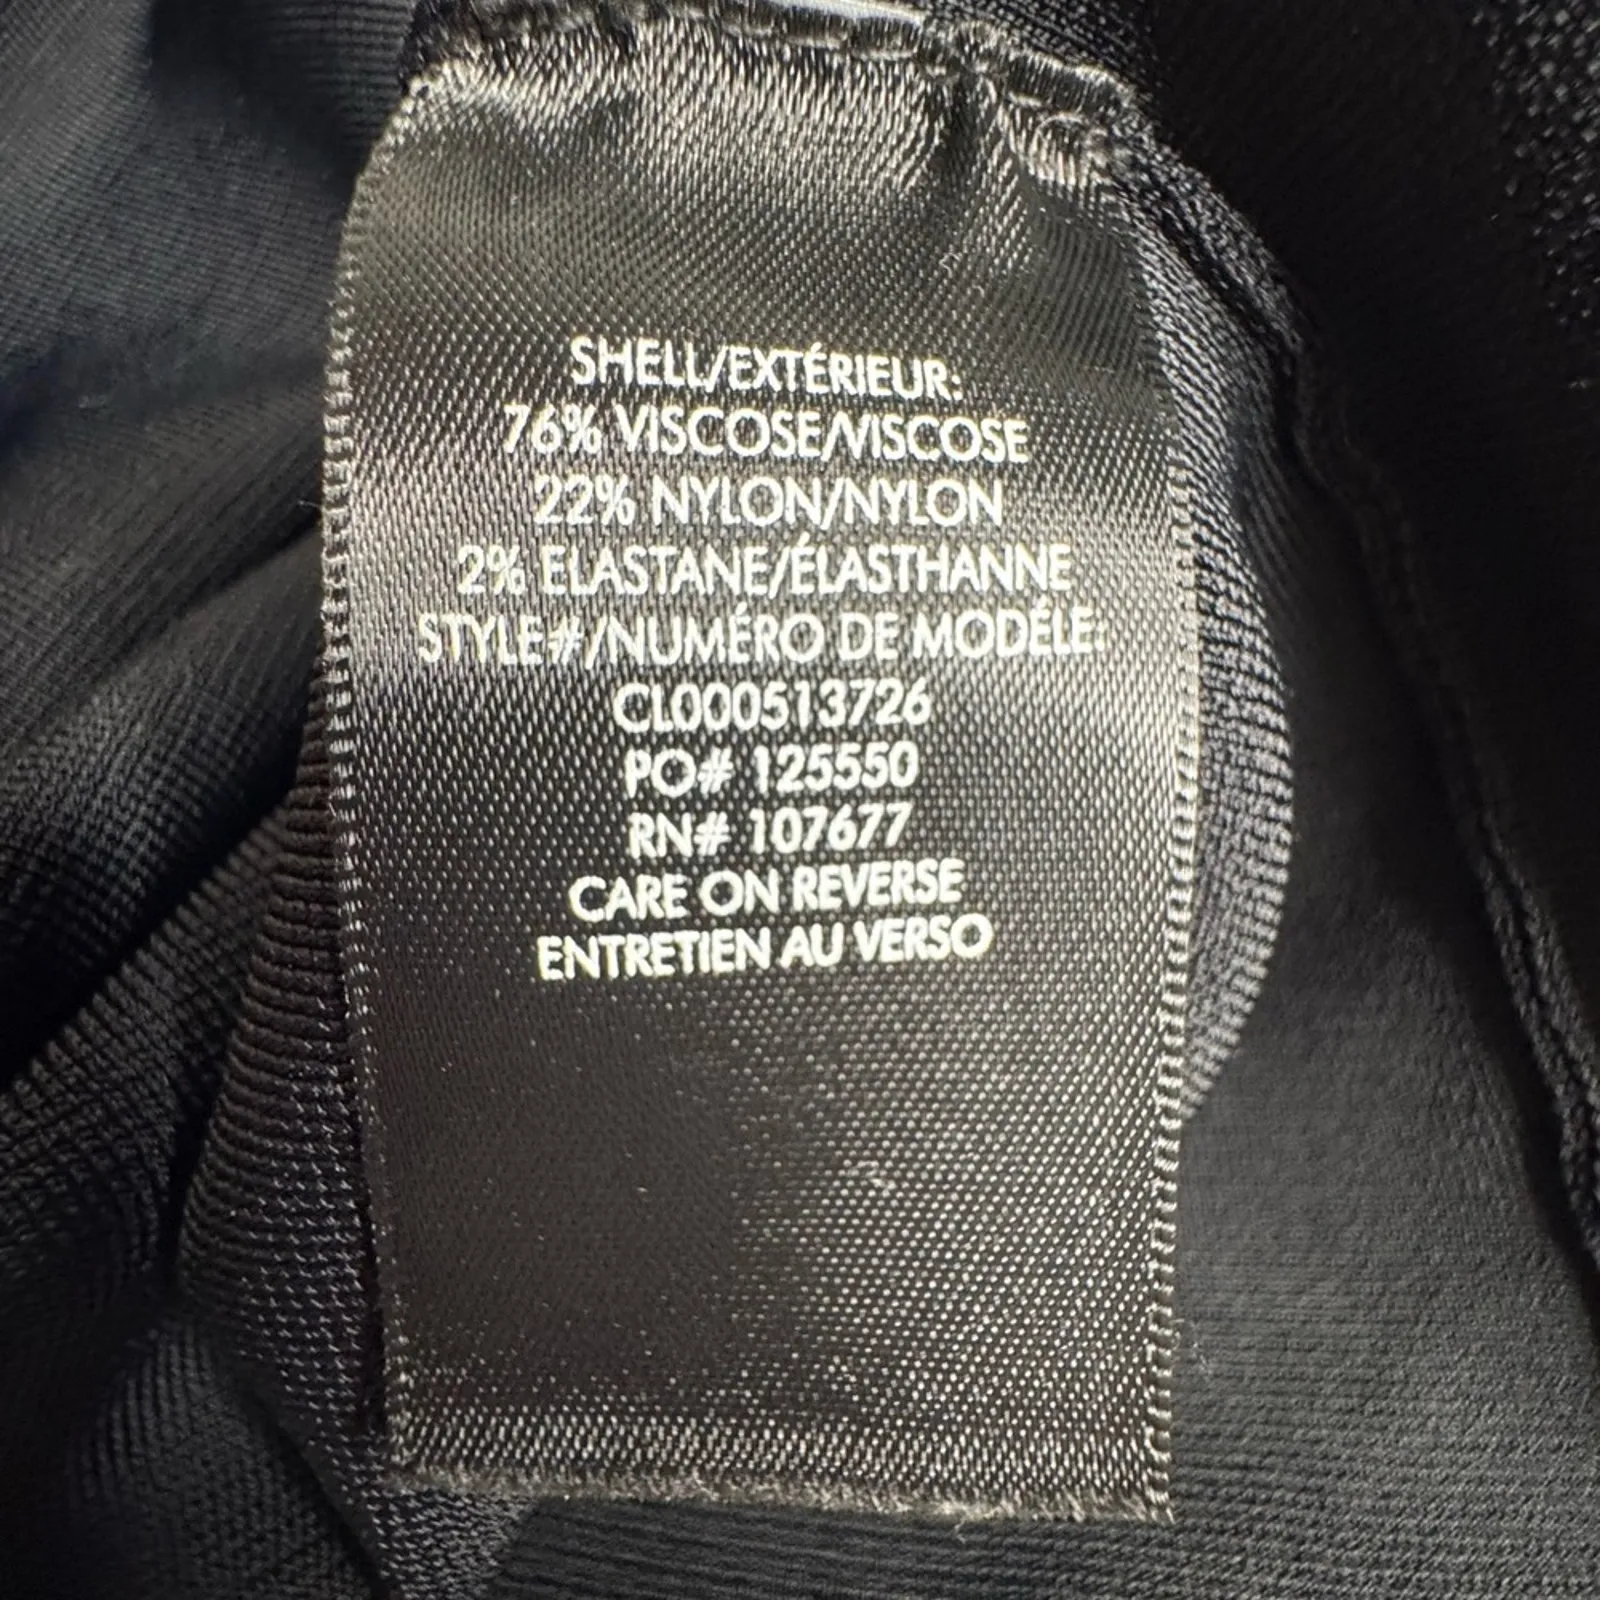 SHELL/EXTÉRIEUR:
76% VISCOSE/VISCOSE
22% NYLON/NYLON
2% ELASTANE/ÉLASTHANNE
STYLE#/NUMÉRO DE MODÉLE:
CL000513726
PO# 125550
RN# 107677
CARE ON REVERSE
ENTRETIEN AU VERSO